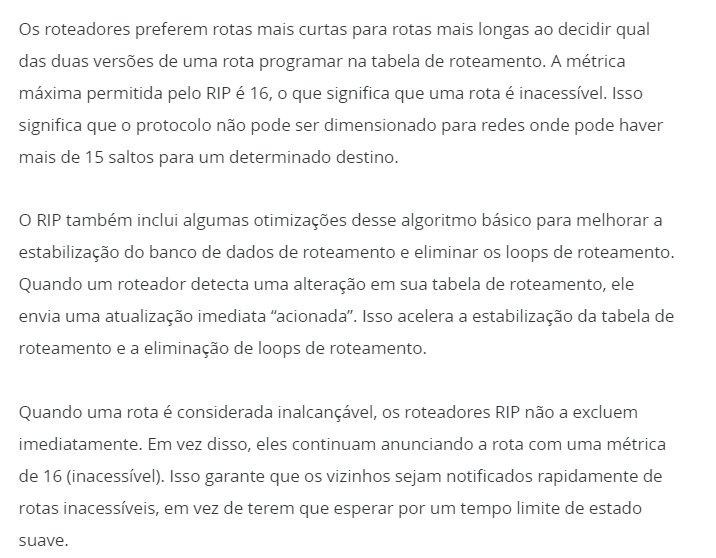 Os roteadores preferem rotas mais curtas para rotas mais longas ao decidir qual
das duas versões de uma rota programar na tabela de roteamento. A métrica
máxima permitida pelo RIP é 16, o que significa que uma rota é inacessível. Isso
significa que o protocolo não pode ser dimensionado para redes onde pode haver
mais de 15 saltos para um determinado destino.
O RIP também inclui algumas otimizações desse algoritmo básico para melhorar a
estabilização do banco de dados de roteamento e eliminar os loops de roteamento.
Quando um roteador detecta uma alteração em sua tabela de roteamento, ele
envia uma atualização imediata “acionada”. Isso acelera a estabilização da tabela de
roteamento e a eliminação de loops de roteamento.
Quando uma rota é considerada inalcançável, os roteadores RIP não a excluem
imediatamente. Em vez disso, eles continuam anunciando a rota com uma métrica
de 16 (inacessível). Isso garante que os vizinhos sejam notificados rapidamente de
rotas inacessíveis, em vez de terem que esperar por um tempo limite de estado
suave.